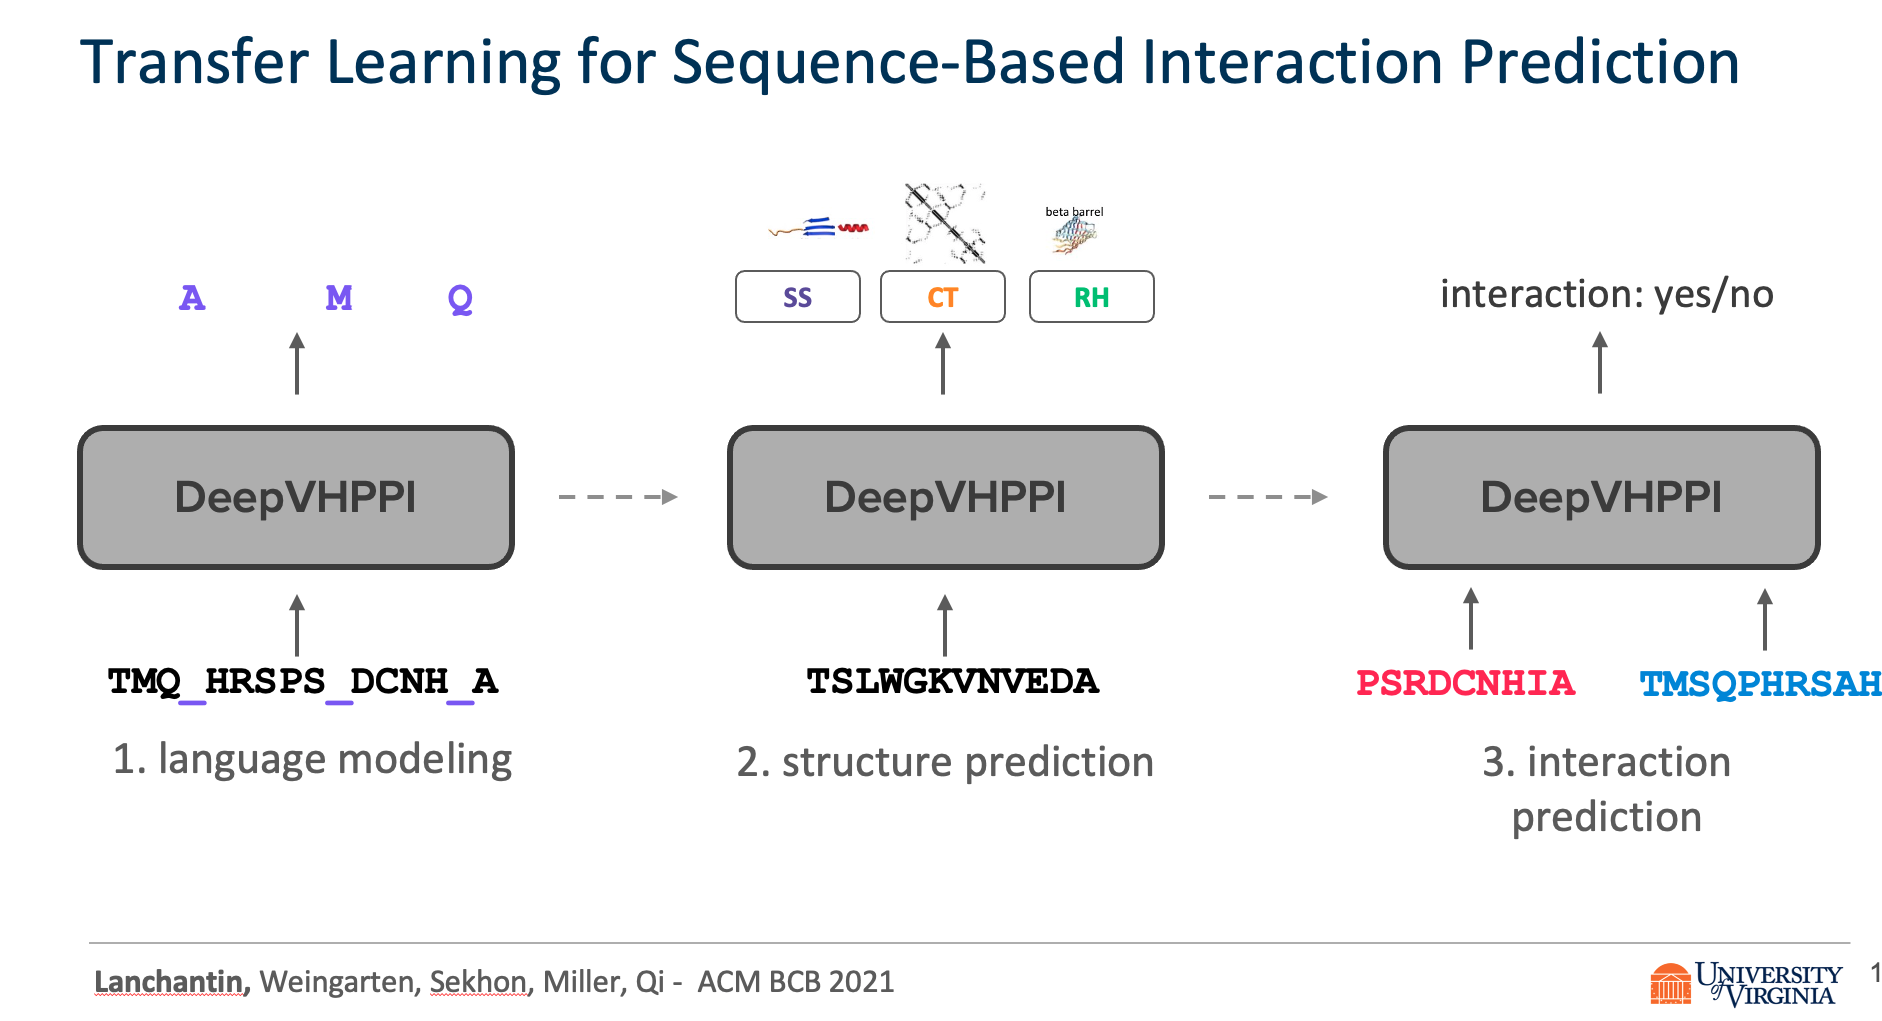 Transfer Learning for Sequence-Based Interaction Prediction
beta barrel
A M Q
SS CT RH
interaction: yes/no
DeepVHPPI DeepVHPPI DeepVHPPI
TMQ_HRSPS_DCNH_A
TSLWGKVNVEDA
PSRDCNHIA TMSQPHRSAH
1. language modeling
2. structure prediction
3. interaction
prediction
Lanchantin, Weingarten, Sekhon, Miller, Qi - ACM BCB 2021
UNIVERSITY
of VIRGINIA
1